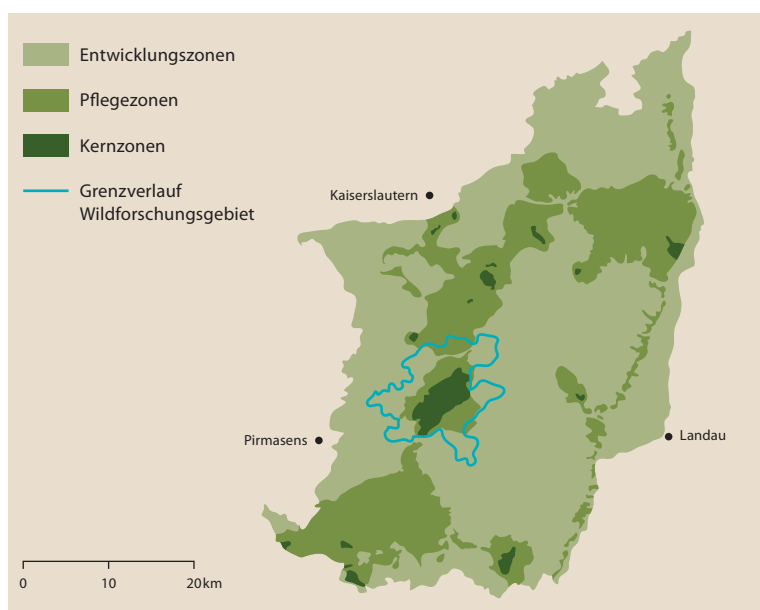 Entwicklungszonen
Pflegezonen
Kernzonen
Grenzverlauf
Wildforschungsgebiet
Kaiserslautern
Pirmasens
Landau
0 10 20km